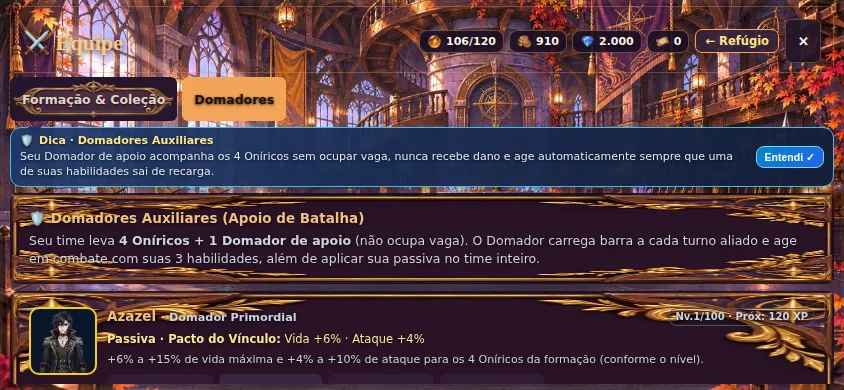 ⚔️ Equipe
106/120
910
2.000
0
← Refúgio
✕
Formação & Coleção
Domadores
🛡️ Dica · Domadores Auxiliares
Seu Domador de apoio acompanha os 4 Oníricos sem ocupar vaga, nunca recebe dano e age automaticamente sempre que uma
de suas habilidades sai de recarga.
Entendi ✓
🛡️ Domadores Auxiliares (Apoio de Batalha)
Seu time leva 4 Oníricos + 1 Domador de apoio (não ocupa vaga). O Domador carrega barra a cada turno aliado e age
em combate com suas 3 habilidades, além de aplicar sua passiva no time inteiro.
Azazel · Domador Primordial
Nv.1/100 · Próx: 120 XP
Passiva · Pacto do Vínculo: Vida +6% · Ataque +4%
+6% a +15% de vida máxima e +4% a +10% de ataque para os 4 Oníricos da formação (conforme o nível).